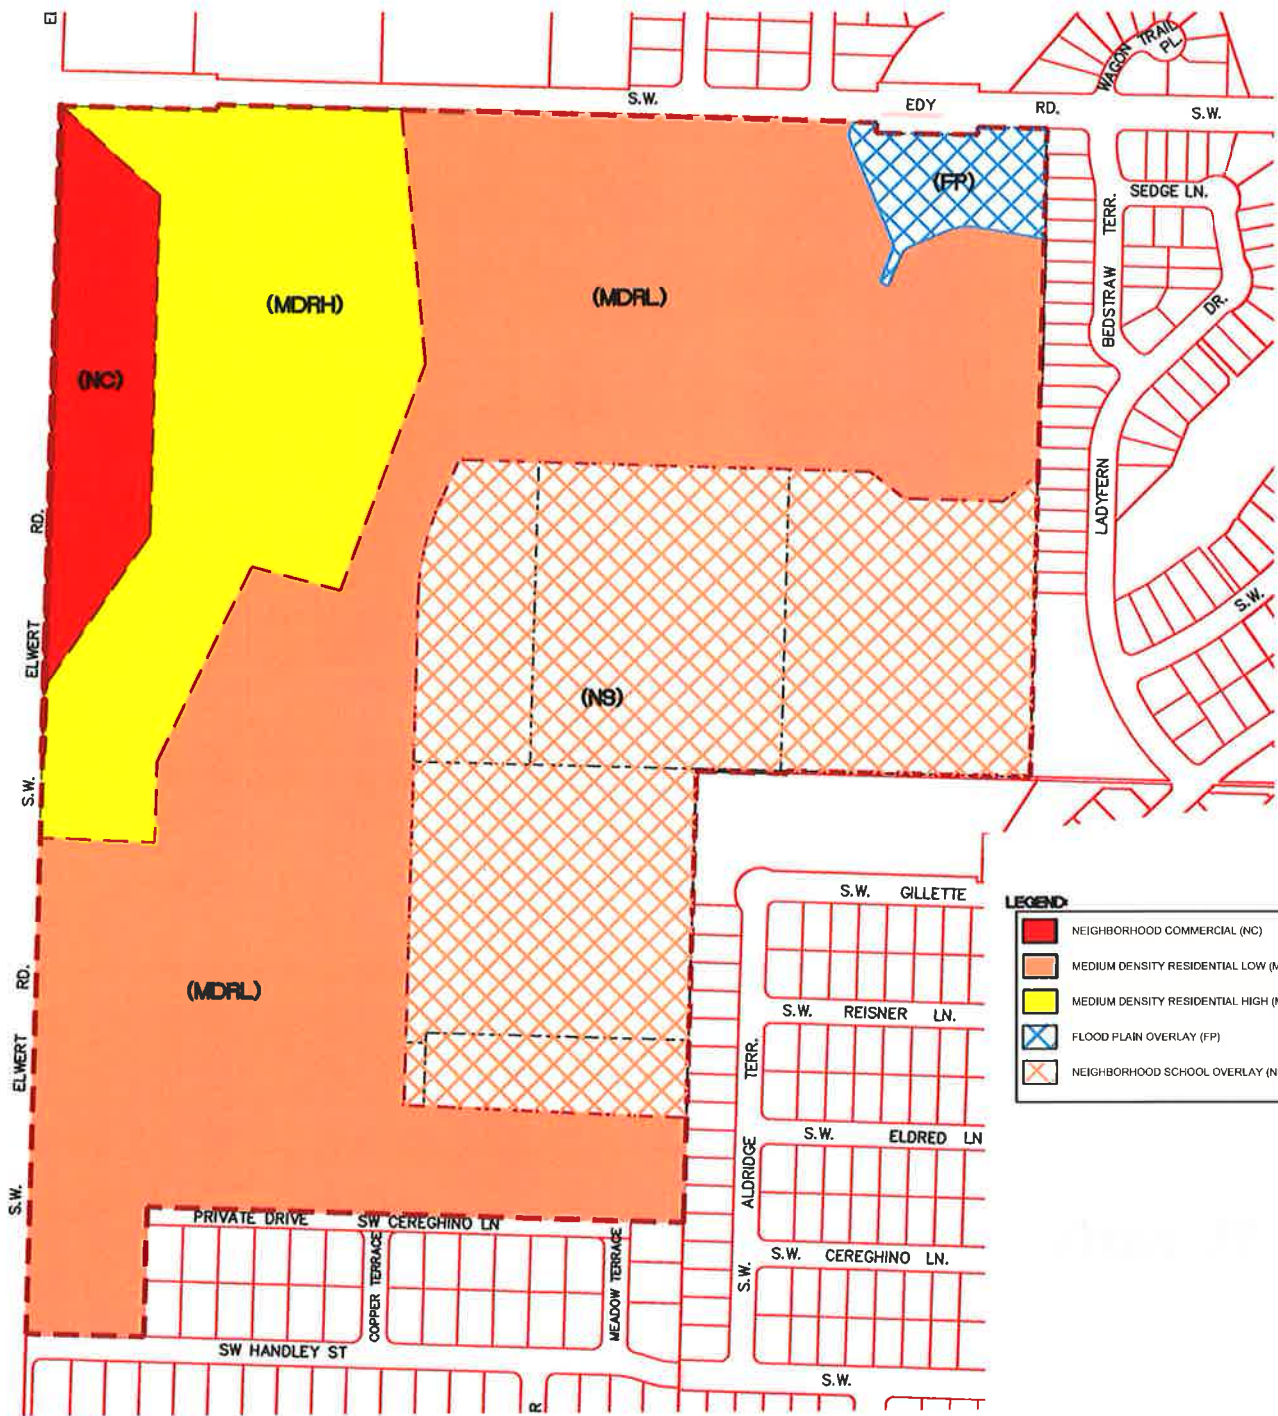 El
WAGON TRAIL PL.
S.W. EDY RD. S.W.
(FP)
SEDGE LN.
BEDSTRAW TERR.
(MDRH)
(MDRL)
DR.
(NC)
LADYFERN
S.W. ELWERT RD.
S.W.
(NS)
S.W. GILLETTE
LEGEND:
NEIGHBORHOOD COMMERCIAL (NC)
MEDIUM DENSITY RESIDENTIAL LOW (M
MEDIUM DENSITY RESIDENTIAL HIGH (M
FLOOD PLAIN OVERLAY (FP)
NEIGHBORHOOD SCHOOL OVERLAY (N
(MDRL)
S.W. ELWERT RD.
S.W. REISNER LN.
S.W. ALDRIDGE TERR.
S.W. ELDRED LN
PRIVATE DRIVE SW CEREGHINO LN
COPPER TERRACE
MEADOW TERRACE
S.W. CEREGHINO LN.
SW HANDLEY ST
S.W.
R